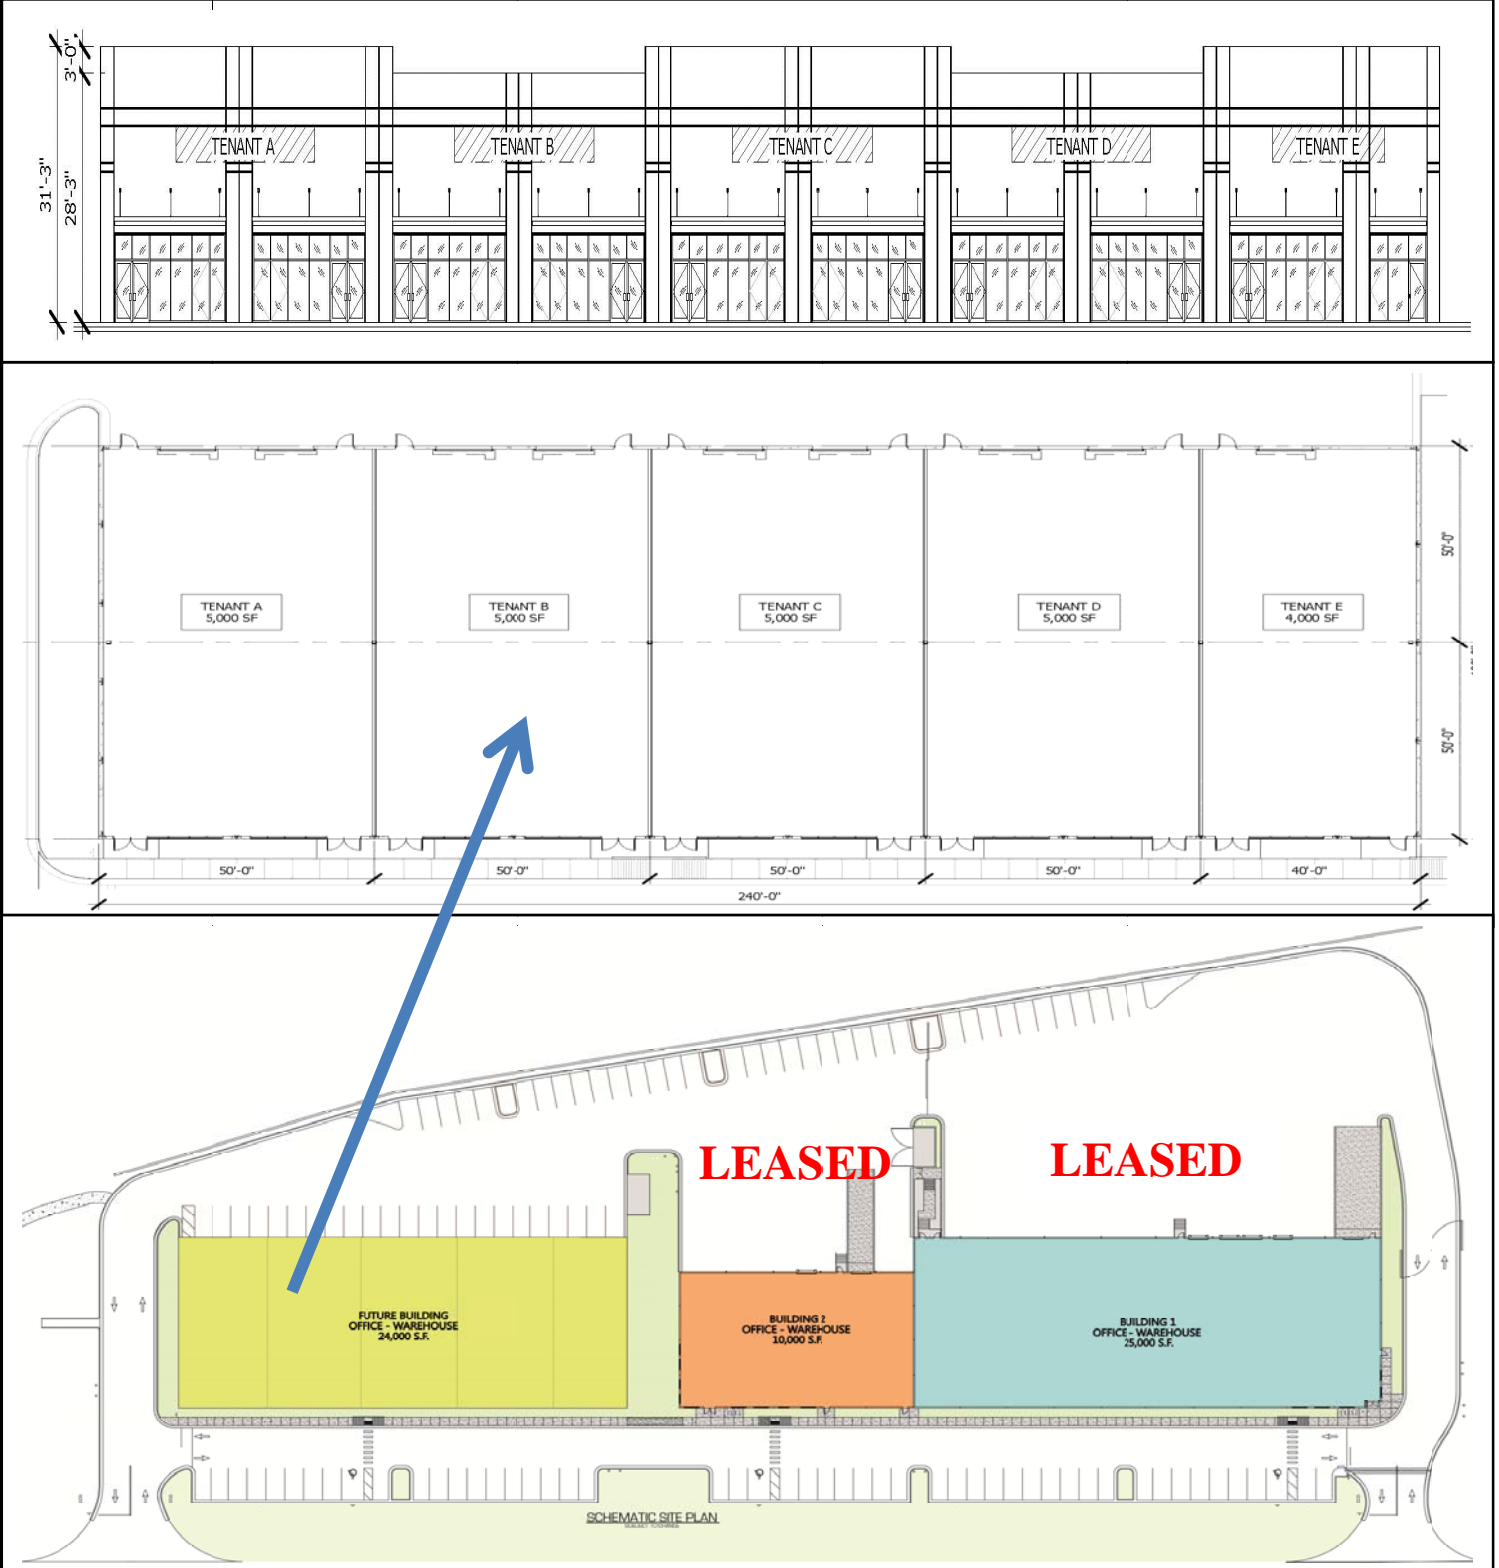 3'-0"
31'-3"
28'-3"
TENANT A
TENANT B
TENANT C
TENANT D
TENANT E
TENANT A
5,000 SF
TENANT B
5,000 SF
TENANT C
5,000 SF
TENANT D
5,000 SF
TENANT E
4,000 SF
50'-0"
50'-0"
50'-0"
50'-0"
50'-0"
50'-0"
40'-0"
240'-0"
LEASED
LEASED
FUTURE BUILDING
OFFICE - WAREHOUSE
24,000 S.F.
BUILDING 2
OFFICE - WAREHOUSE
10,000 S.F.
BUILDING 1
OFFICE - WAREHOUSE
25,000 S.F.
SCHEMATIC SITE PLAN